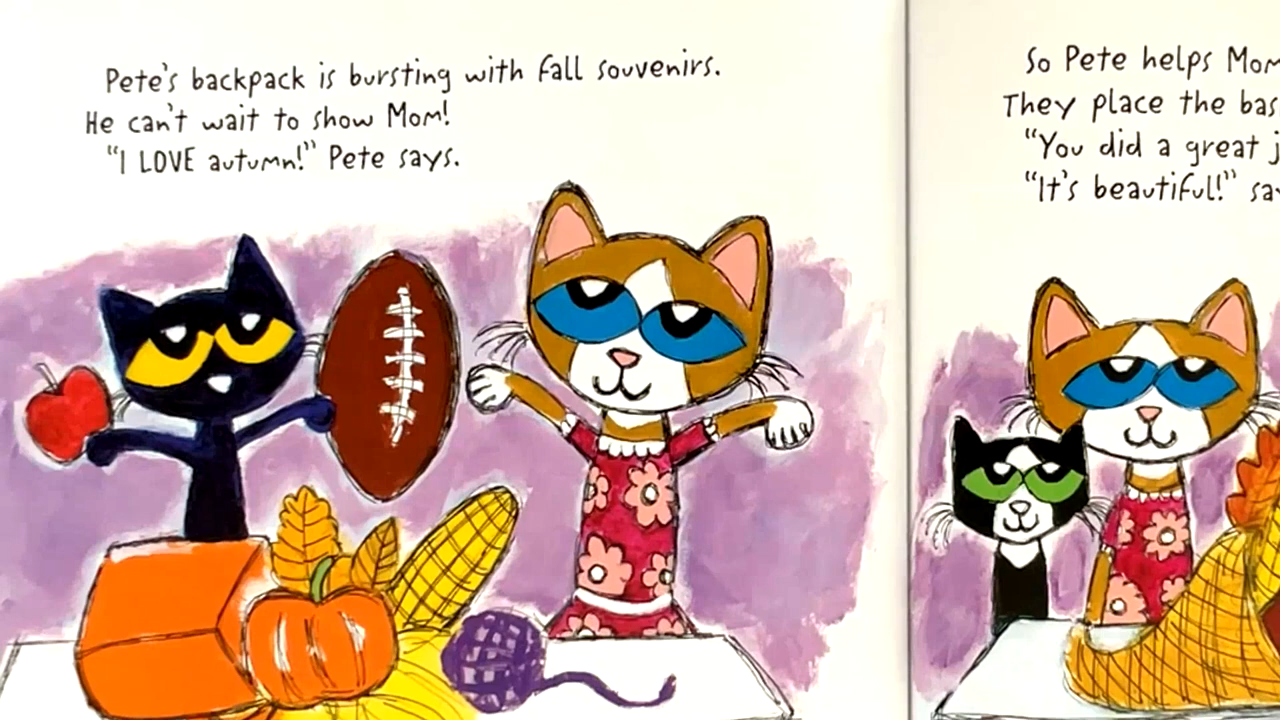 Pete's backpack is bursting with fall souvenirs.
He can't wait to show Mom!
"I LOVE autumn!" Pete says.
So Pete helps Mom
They place the bas
"You did a great j
"It's beautiful!" sa